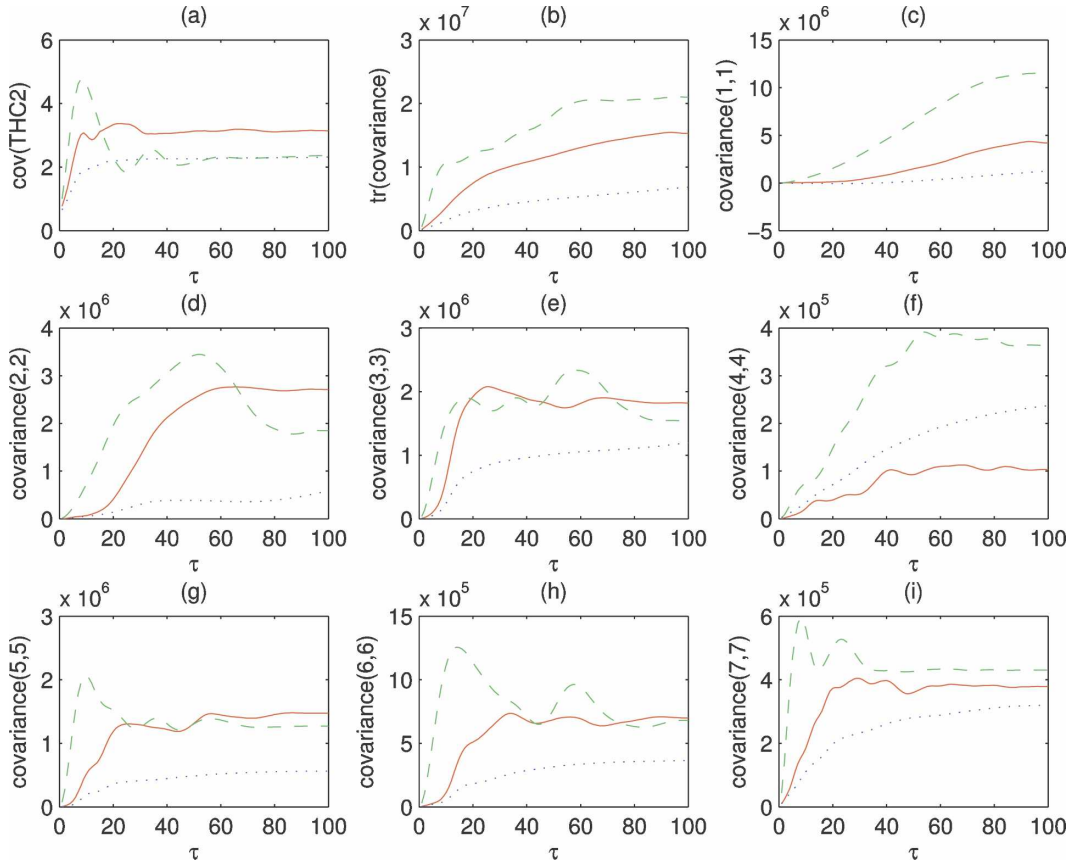 (a)
6
4
2
0
cov(THC2)
0 20 40 60 80 100
τ
(b)
x 10^7
3
2
1
0
tr(covariance)
0 20 40 60 80 100
τ
(c)
x 10^6
15
10
5
0
−5
covariance(1,1)
0 20 40 60 80 100
τ
(d)
x 10^6
4
3
2
1
0
covariance(2,2)
0 20 40 60 80 100
τ
(e)
x 10^6
3
2
1
0
covariance(3,3)
0 20 40 60 80 100
τ
(f)
x 10^5
4
3
2
1
0
covariance(4,4)
0 20 40 60 80 100
τ
(g)
x 10^6
3
2
1
0
covariance(5,5)
0 20 40 60 80 100
τ
(h)
x 10^5
15
10
5
0
covariance(6,6)
0 20 40 60 80 100
τ
(i)
x 10^5
6
4
2
0
covariance(7,7)
0 20 40 60 80 100
τ